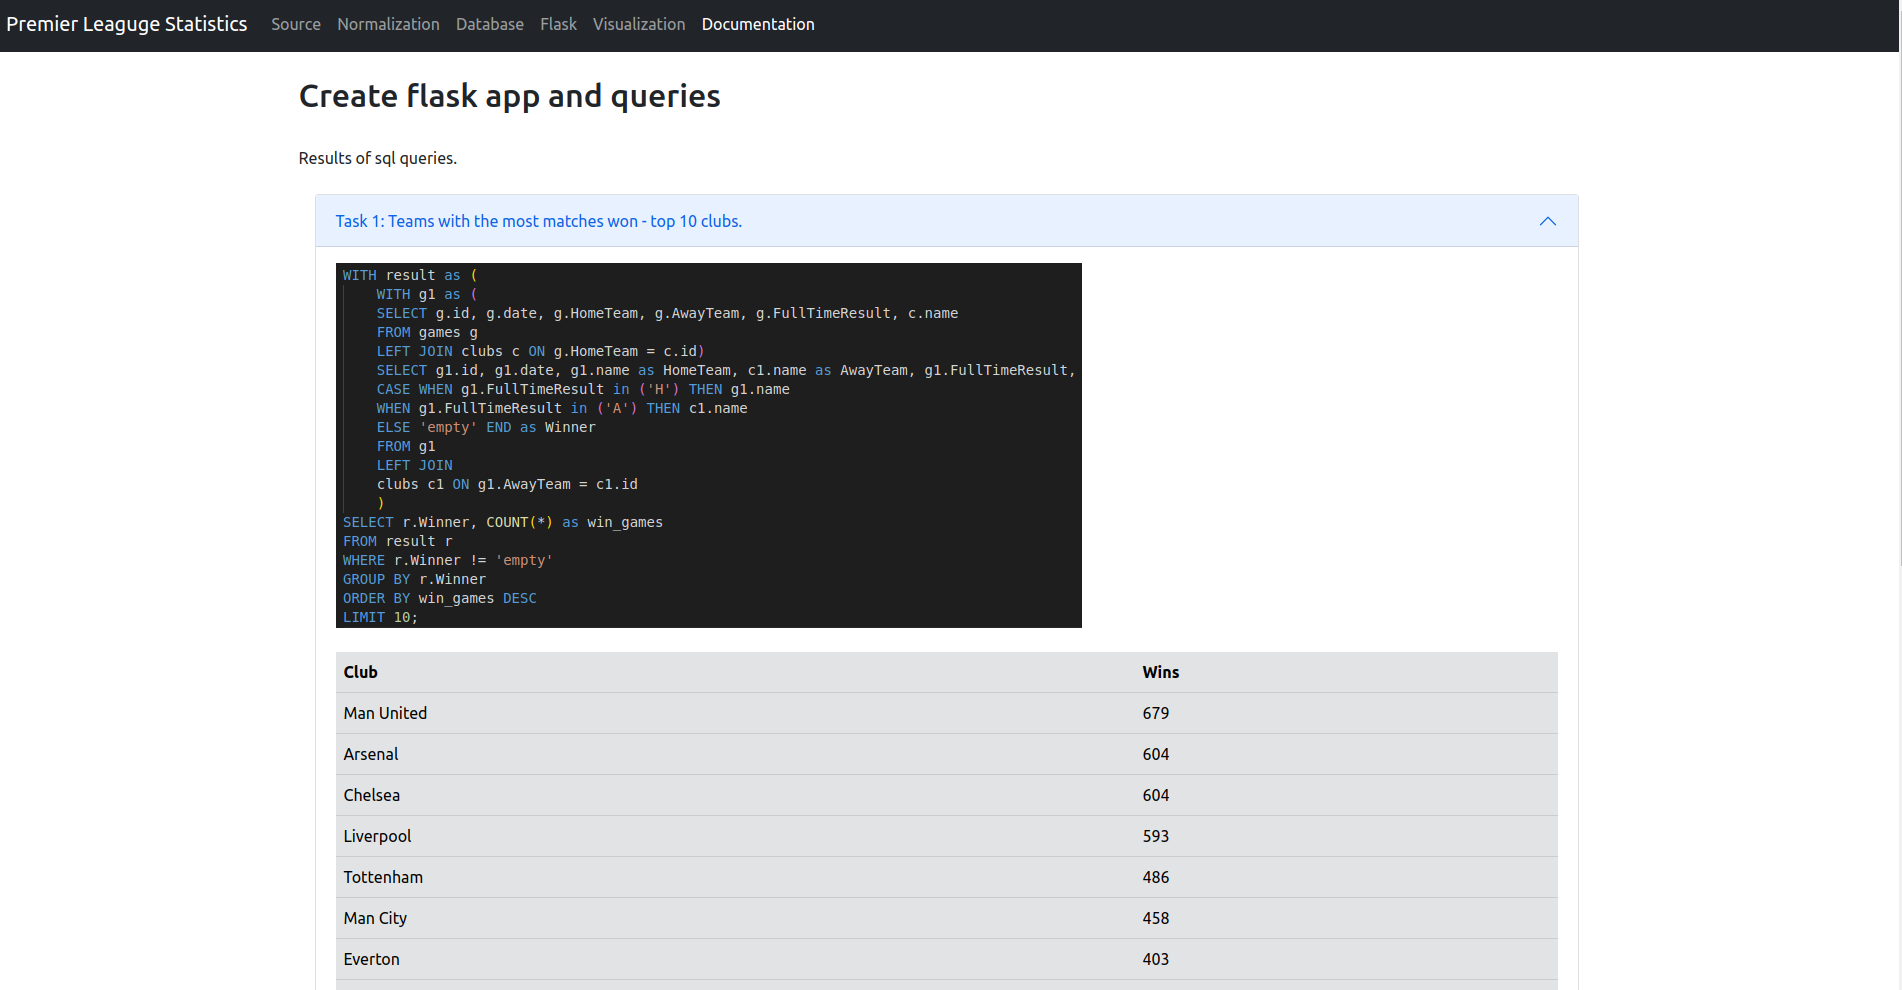 Premier Leaguge Statistics Source Normalization Database Flask Visualization Documentation
Create flask app and queries
Results of sql queries.
Task 1: Teams with the most matches won - top 10 clubs.
WITH result as (
    WITH g1 as (
    SELECT g.id, g.date, g.HomeTeam, g.AwayTeam, g.FullTimeResult, c.name
    FROM games g
    LEFT JOIN clubs c ON g.HomeTeam = c.id)
    SELECT g1.id, g1.date, g1.name as HomeTeam, c1.name as AwayTeam, g1.FullTimeResult,
    CASE WHEN g1.FullTimeResult in ('H') THEN g1.name
    WHEN g1.FullTimeResult in ('A') THEN c1.name
    ELSE 'empty' END as Winner
    FROM g1
    LEFT JOIN
    clubs c1 ON g1.AwayTeam = c1.id
    )
SELECT r.Winner, COUNT(*) as win_games
FROM result r
WHERE r.Winner != 'empty'
GROUP BY r.Winner
ORDER BY win_games DESC
LIMIT 10;
Club Wins
Man United 679
Arsenal 604
Chelsea 604
Liverpool 593
Tottenham 486
Man City 458
Everton 403